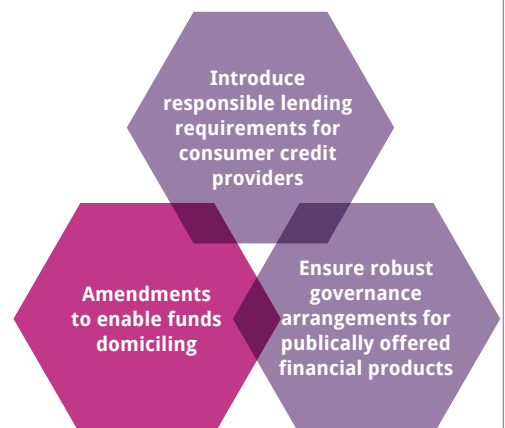 Introduce
responsible lending
requirements for
consumer credit
providers
Amendments
to enable funds
domiciling
Ensure robust
governance
arrangements for
publically offered
financial products